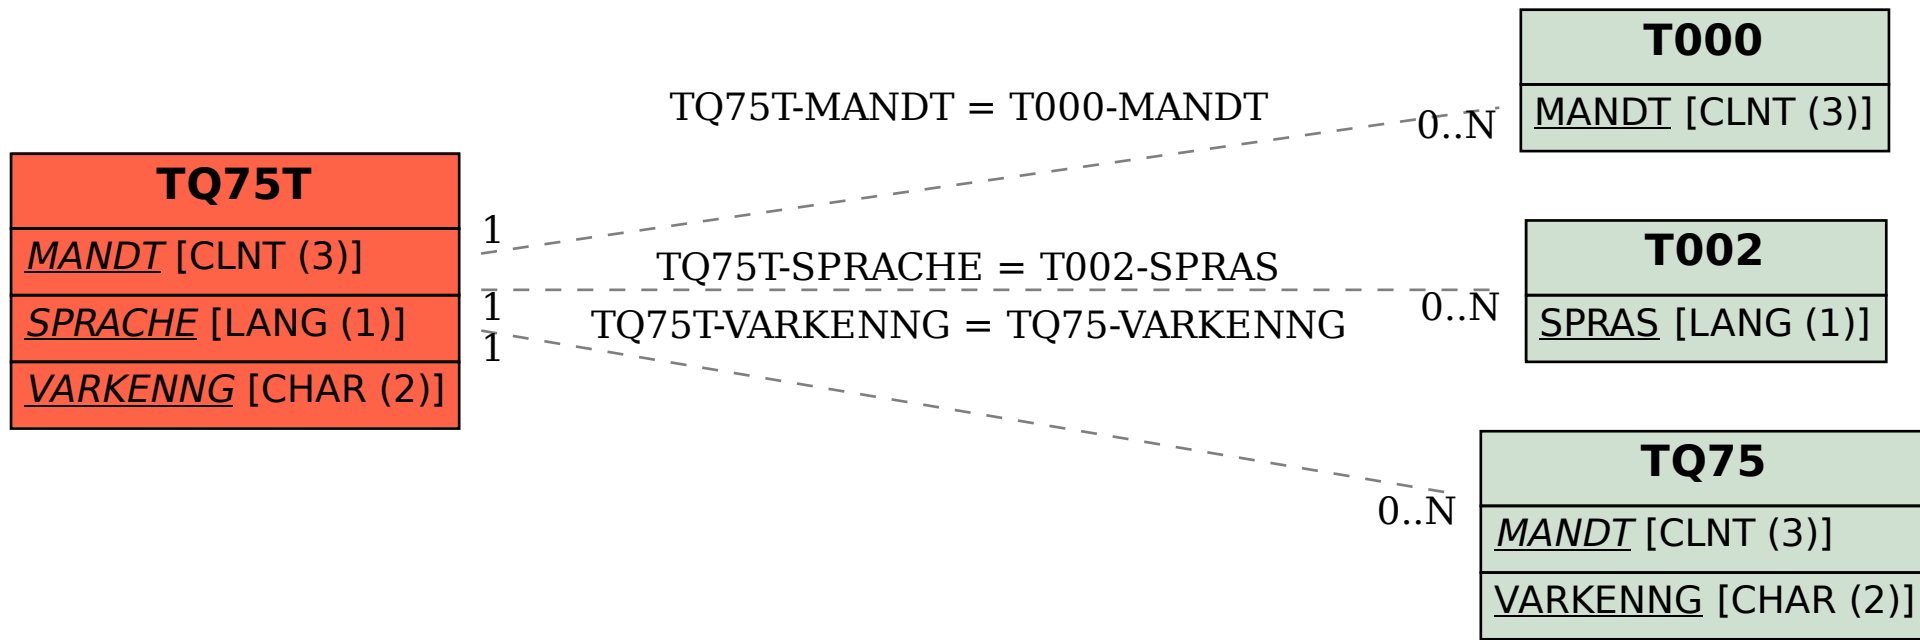 TQ75T
MANDT [CLNT (3)]
SPRACHE [LANG (1)]
VARKENNG [CHAR (2)]
TQ75T-MANDT = T000-MANDT
1
0..N
TQ75T-SPRACHE = T002-SPRAS
1
0..N
TQ75T-VARKENNG = TQ75-VARKENNG
1
0..N
T000
MANDT [CLNT (3)]
T002
SPRAS [LANG (1)]
TQ75
MANDT [CLNT (3)]
VARKENNG [CHAR (2)]